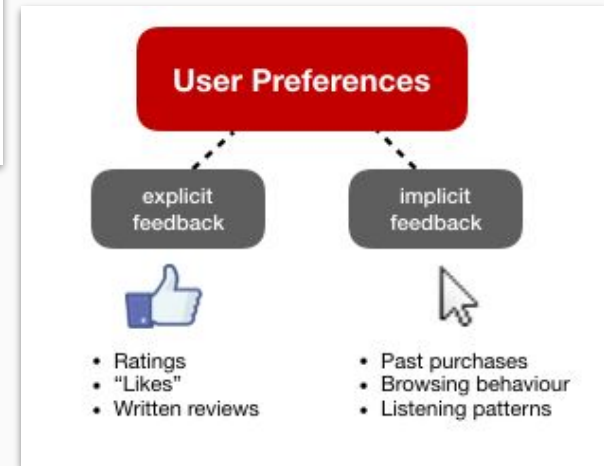 User Preferences
explicit
feedback
implicit
feedback
• Ratings
• “Likes”
• Written reviews
• Past purchases
• Browsing behaviour
• Listening patterns